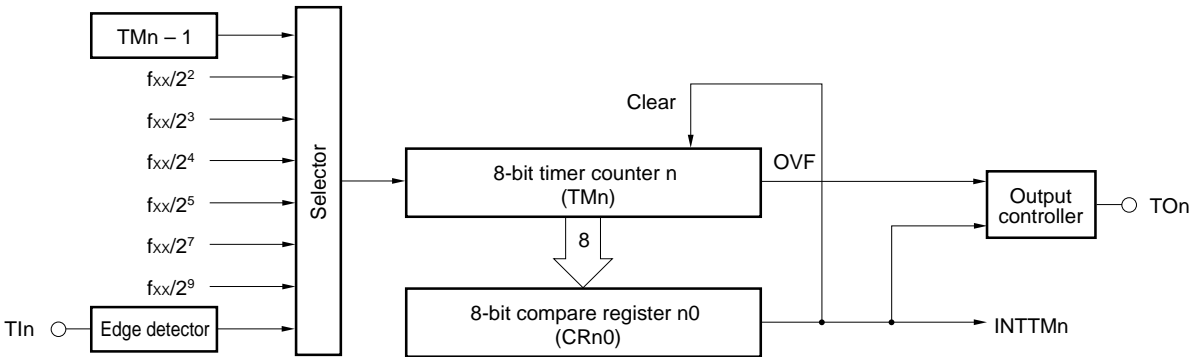 TMn – 1
fxx/2²
fxx/2³
fxx/2⁴
fxx/2⁵
fxx/2⁷
fxx/2⁹
TIn
Edge detector
Selector
Clear
8-bit timer counter n
(TMn)
OVF
8
8-bit compare register n0
(CRn0)
Output
controller
TOn
INTTMn